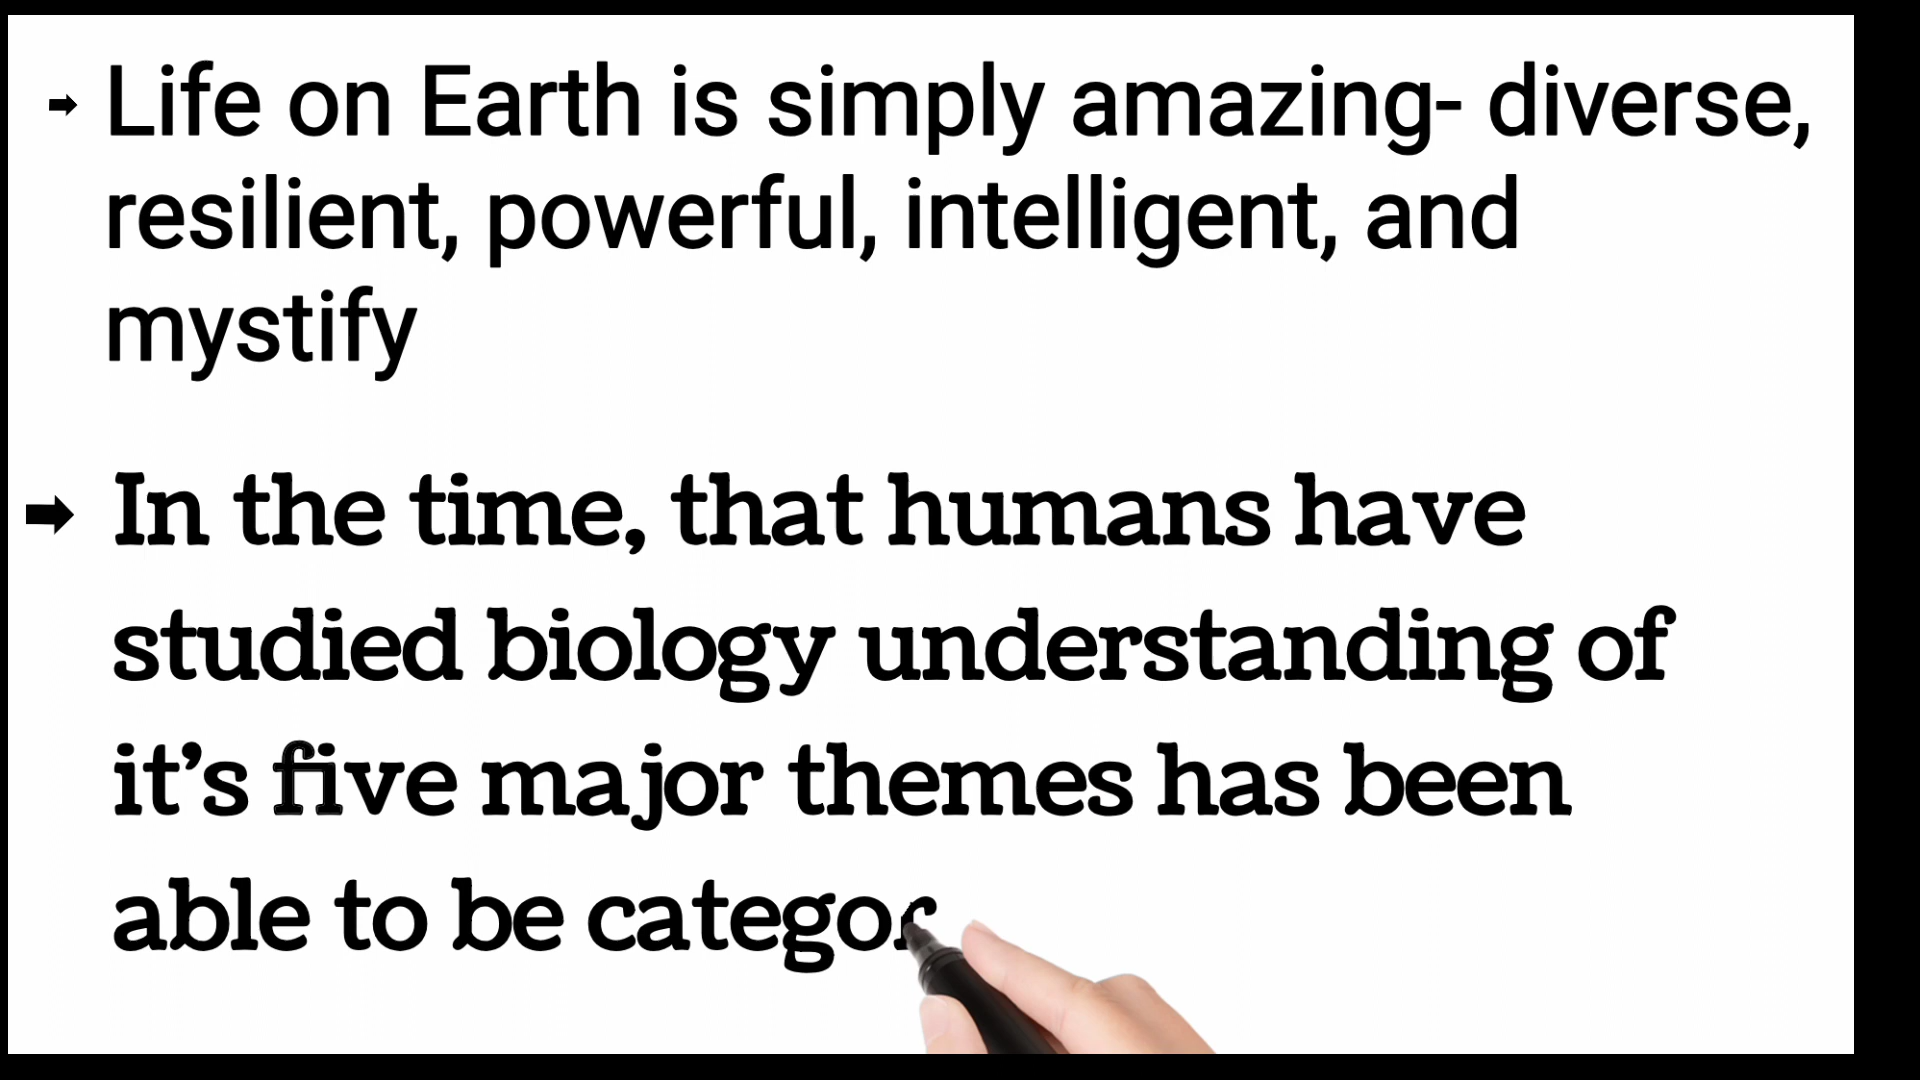 Life on Earth is simply amazing- diverse,
resilient, powerful, intelligent, and
mystify
In the time, that humans have
studied biology understanding of
it’s five major themes has been
able to be categor